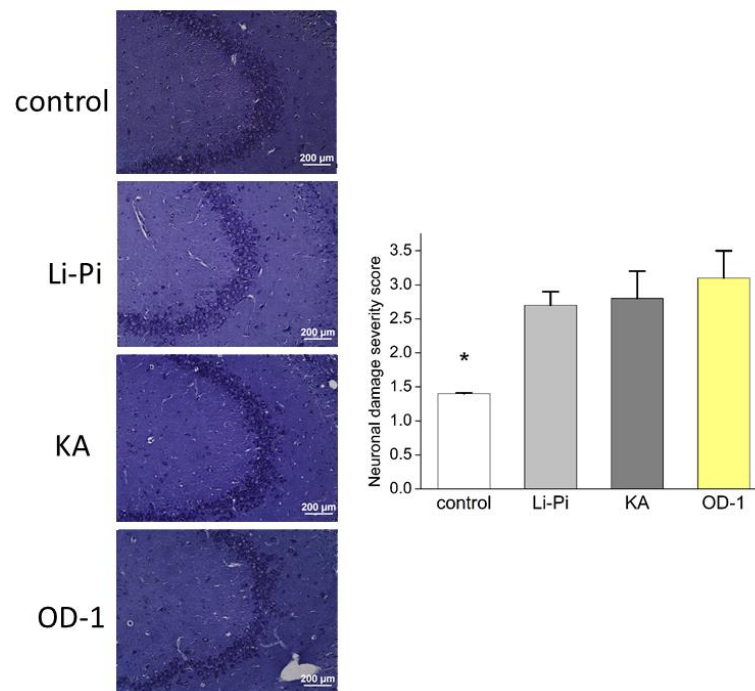 control
200 µm
Li-Pi
200 µm
KA
200 µm
OD-1
200 µm
Neuronal damage severity score
3.5
3.0
2.5
2.0
1.5
1.0
0.5
0.0
*
control Li-Pi KA OD-1